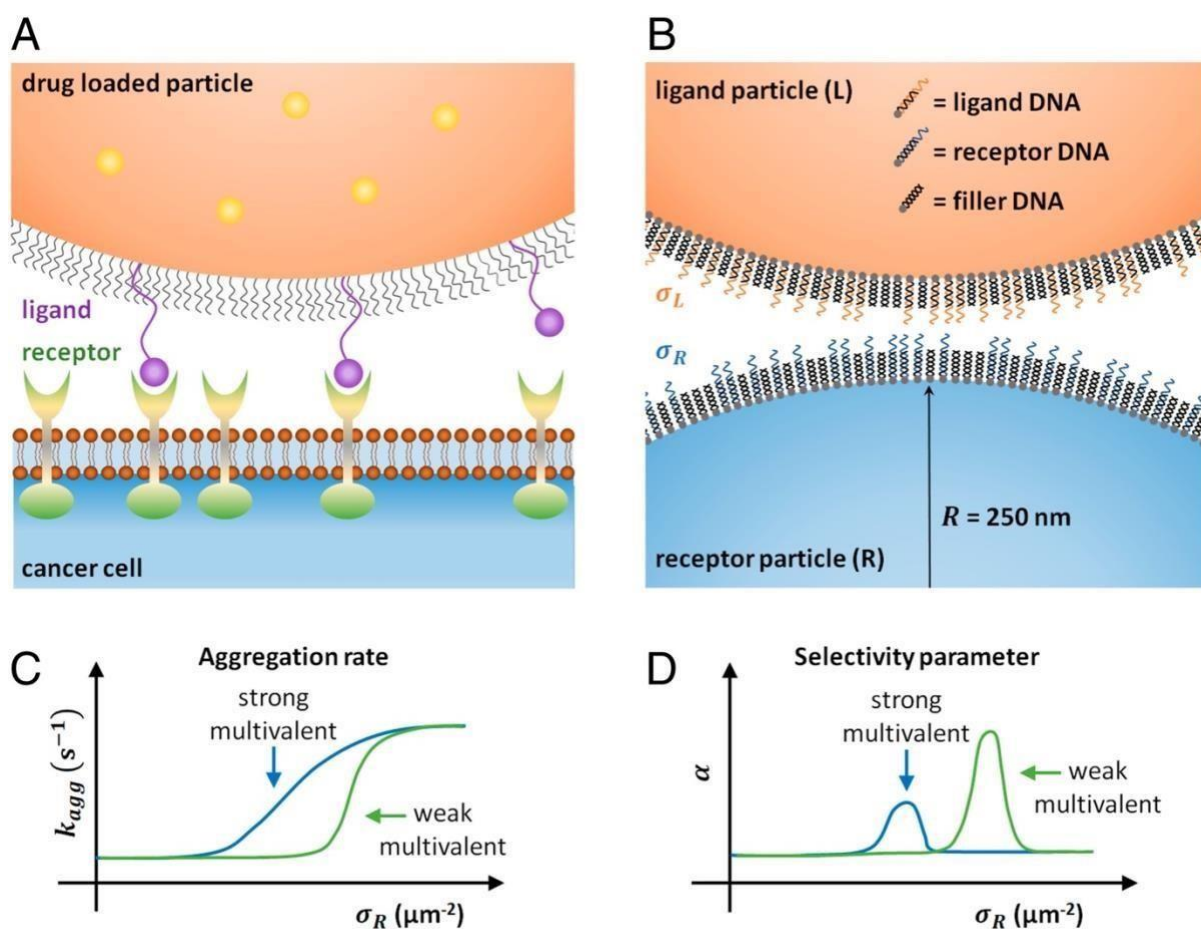 A
drug loaded particle
ligand
receptor
cancer cell
B
ligand particle (L)
= ligand DNA
= receptor DNA
= filler DNA
σL
σR
R = 250 nm
receptor particle (R)
C
Aggregation rate
strong
multivalent
weak
multivalent
kagg (s⁻¹)
σR (μm⁻²)
D
Selectivity parameter
strong
multivalent
weak
multivalent
α
σR (μm⁻²)